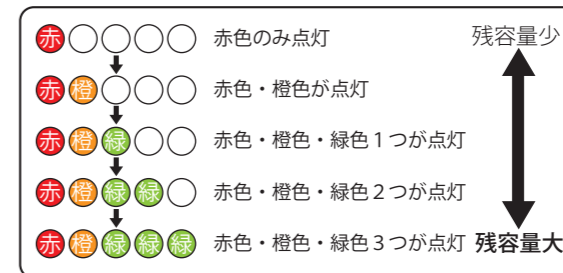 赤 赤色のみ点灯 残容量少
赤橙 赤色・橙色が点灯
赤橙緑 赤色・橙色・緑色1つが点灯
赤橙緑緑 赤色・橙色・緑色2つが点灯
赤橙緑緑緑 赤色・橙色・緑色3つが点灯 残容量大